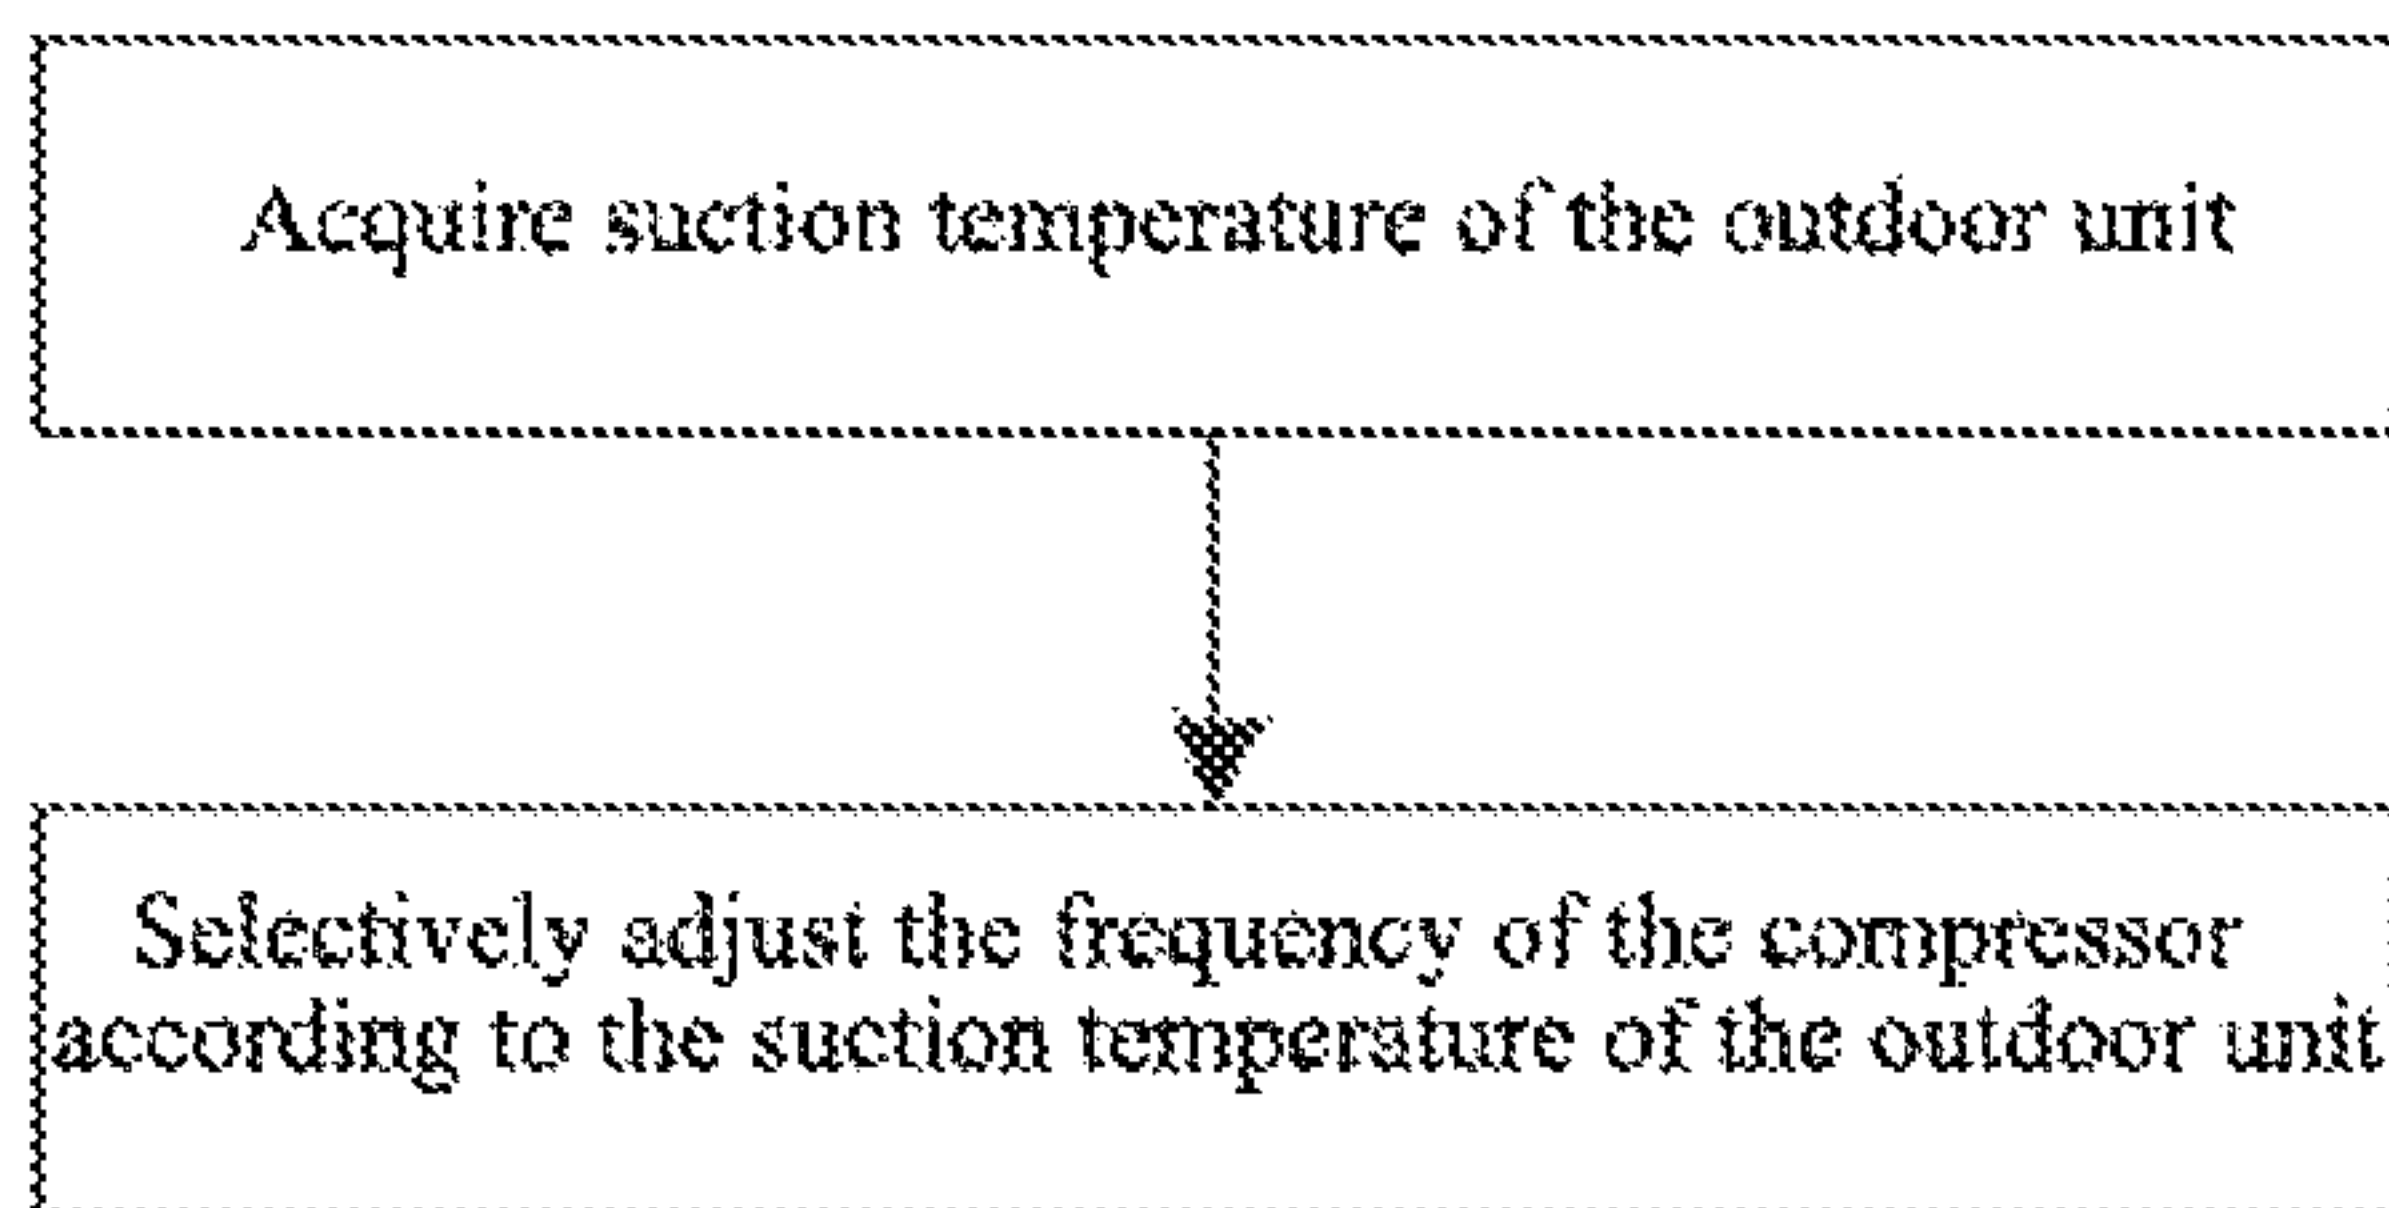 Acquire suction temperature of the outdoor unit
Selectively adjust the frequency of the compressor
according to the suction temperature of the outdoor unit